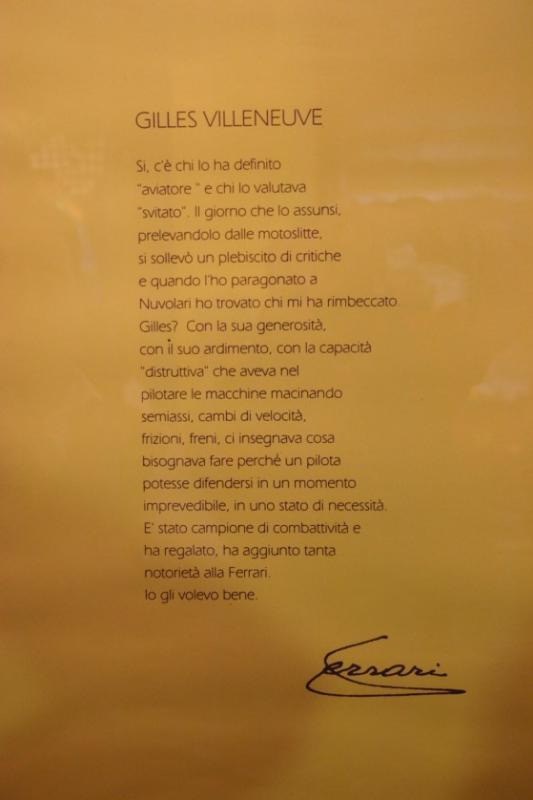 GILLES VILLENEUVE
Si, c'è chi lo ha definito
"aviatore " e chi lo valutava
"svitato". Il giorno che lo assunsi,
prelevandolo dalle motoslitte,
si sollevò un plebiscito di critiche
e quando l'ho paragonato a
Nuvolari ho trovato chi mi ha rimbeccato.
Gilles? Con la sua generosità,
con il suo ardimento, con la capacità
"distruttiva" che aveva nel
pilotare le macchine macinando
semiassi, cambi di velocità,
frizioni, freni, ci insegnava cosa
bisognava fare perché un pilota
potesse difendersi in un momento
imprevedibile, in uno stato di necessità.
E' stato campione di combattività e
ha regalato, ha aggiunto tanta
notorietà alla Ferrari.
Io gli volevo bene.
Ferrari